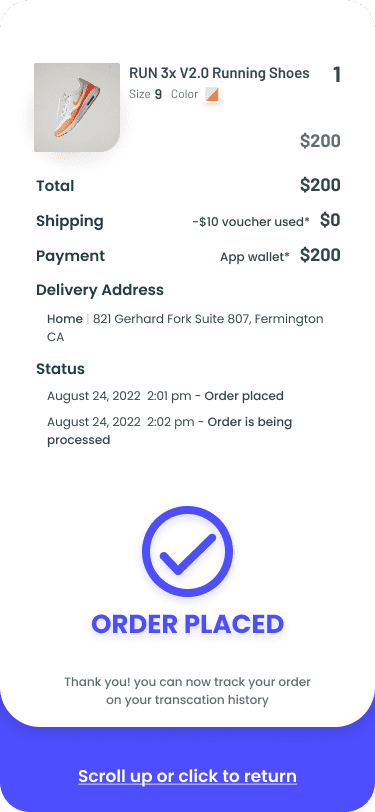 RUN 3x V2.0 Running Shoes 1
Size 9 Color
$200
Total $200
Shipping -$10 voucher used* $0
Payment App wallet* $200
Delivery Address
Home | 821 Gerhard Fork Suite 807, Fermington
CA
Status
August 24, 2022 2:01 pm - Order placed
August 24, 2022 2:02 pm - Order is being
processed
ORDER PLACED
Thank you! you can now track your order
on your transcation history
Scroll up or click to return